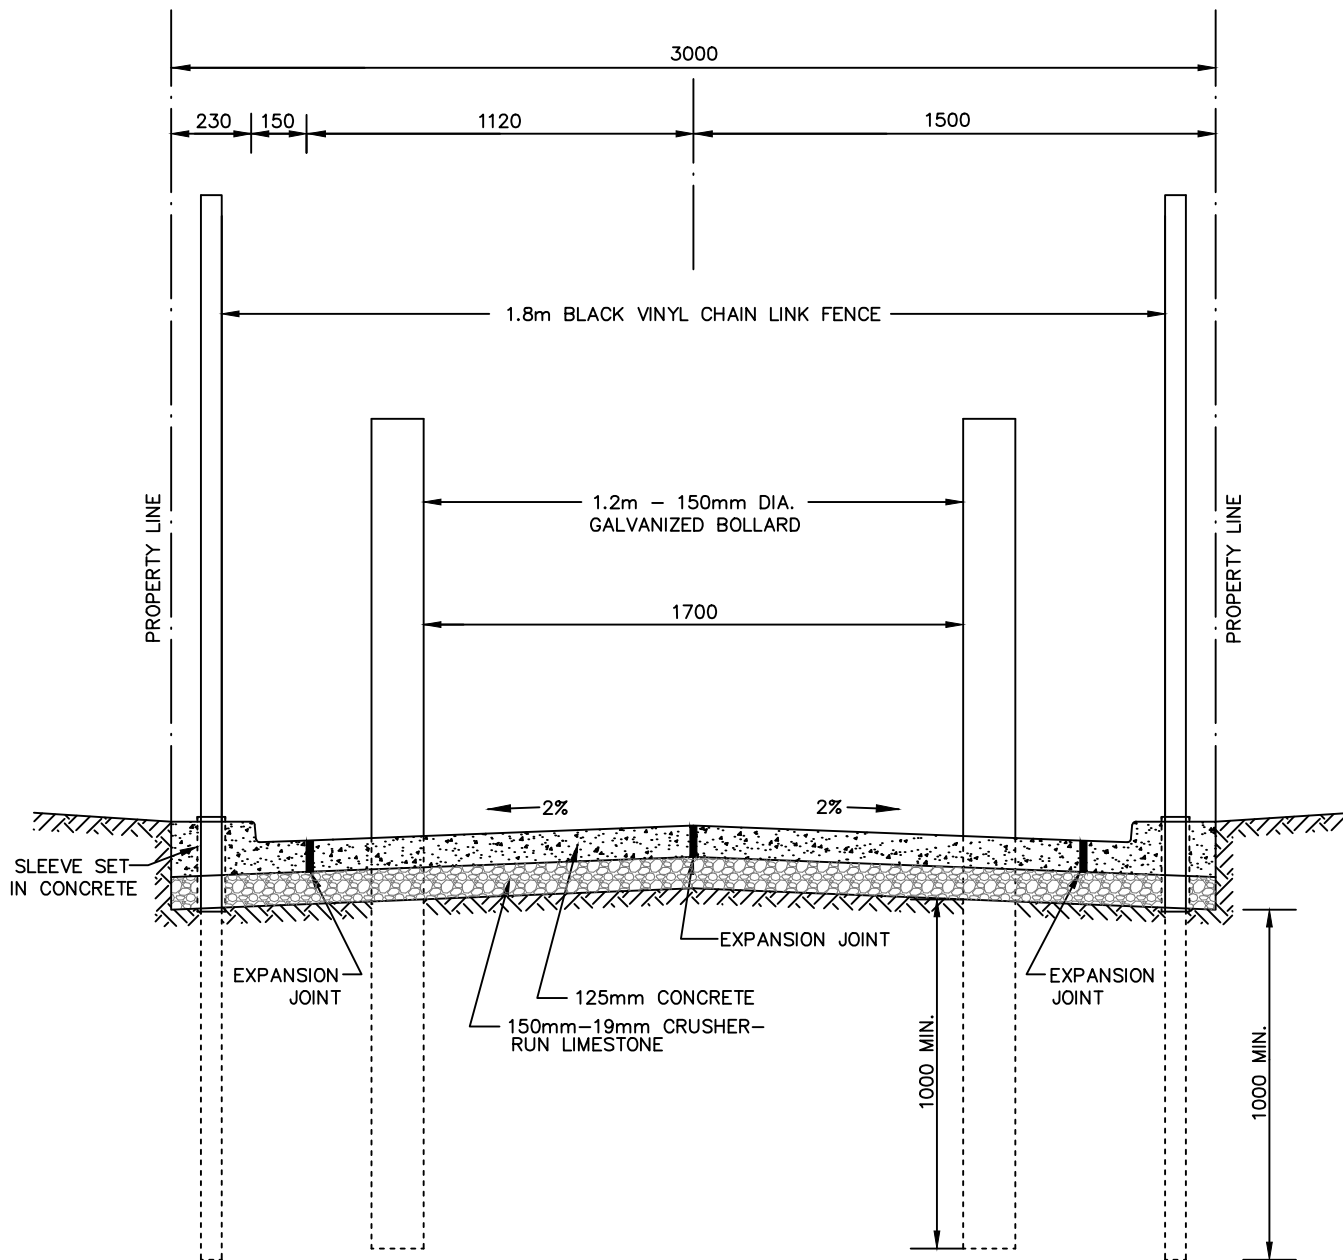 3000
230
150
1120
1500
1.8m BLACK VINYL CHAIN LINK FENCE
PROPERTY LINE
1.2m - 150mm DIA.
GALVANIZED BOLLARD
PROPERTY LINE
1700
2%
2%
SLEEVE SET
IN CONCRETE
EXPANSION JOINT
EXPANSION
JOINT
EXPANSION
JOINT
125mm CONCRETE
150mm-19mm CRUSHER-
RUN LIMESTONE
1000 MIN.
1000 MIN.